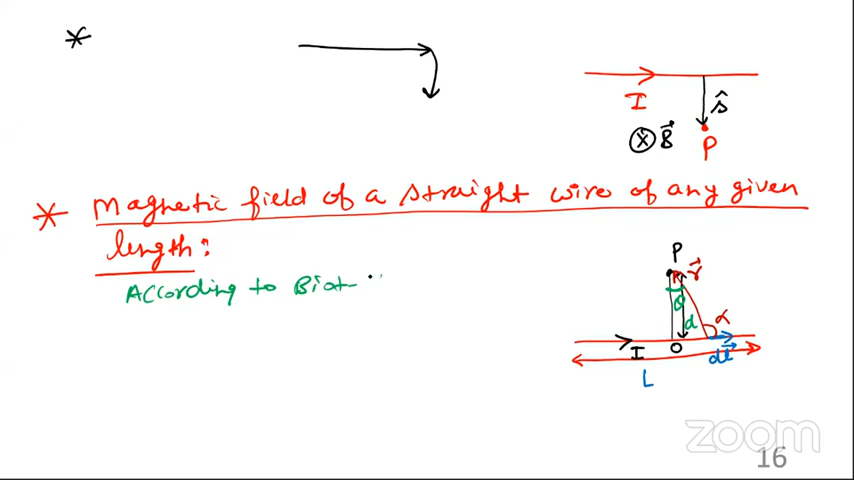 *
I
ŝ
⊗ B⃗
P
* Magnetic field of a straight wire of any given
length:
According to Biot-
P
r⃗
θ
d
α
I
O
dl⃗
L
zoom
16